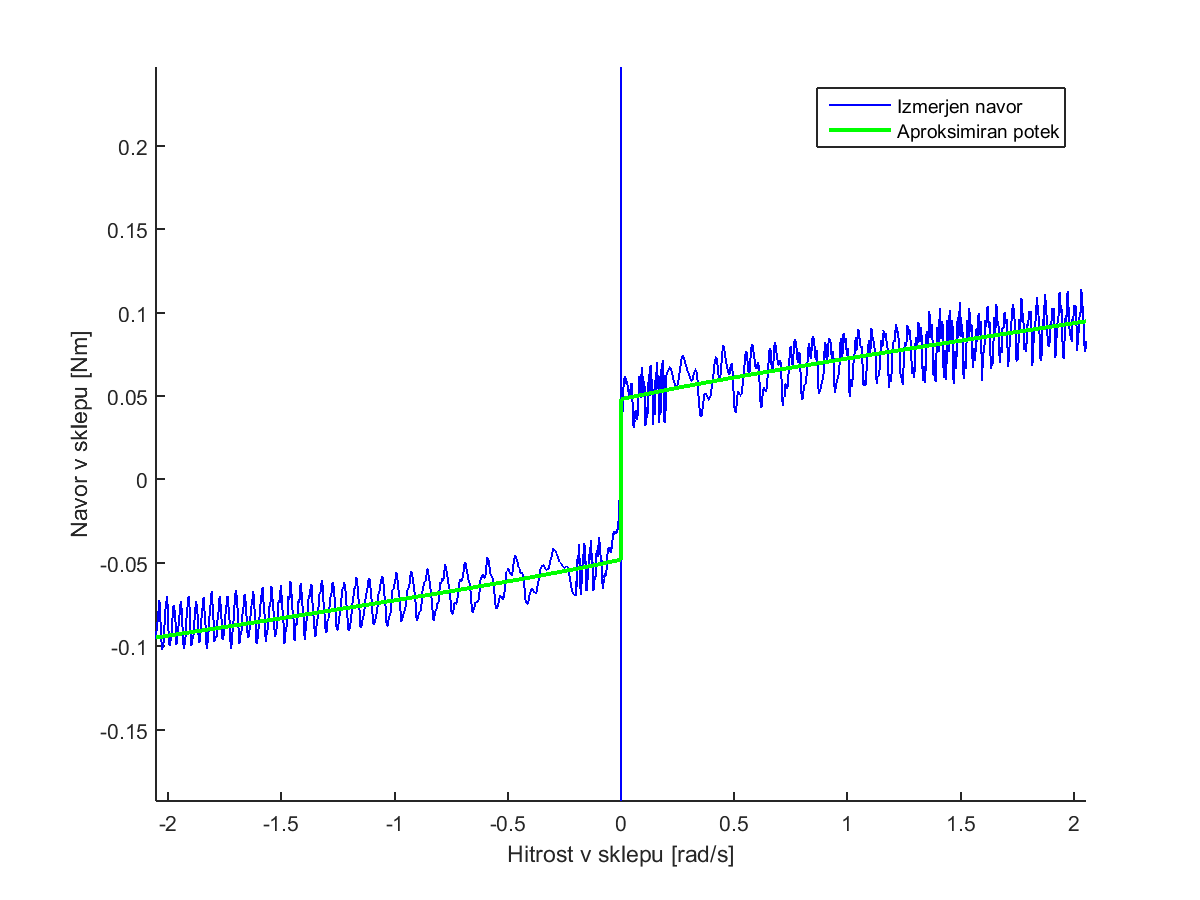 Izmerjen navor
Aproksimiran potek
0.2
0.15
0.1
0.05
0
-0.05
-0.1
-0.15
Navor v sklepu [Nm]
-2 -1.5 -1 -0.5 0 0.5 1 1.5 2
Hitrost v sklepu [rad/s]